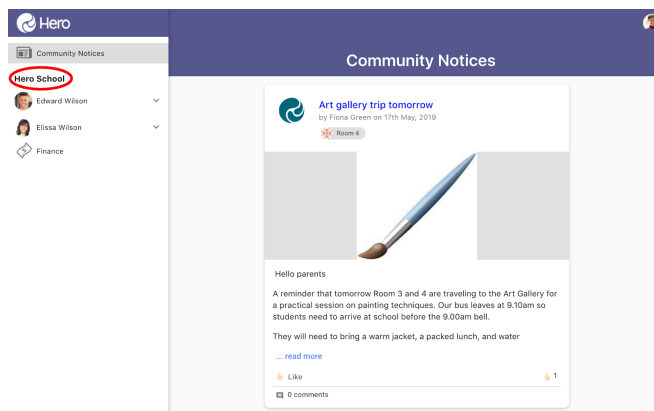 Hero
Community Notices
Hero School
Edward Wilson
Elissa Wilson
Finance
Community Notices
Art gallery trip tomorrow
by Fiona Green on 17th May, 2019
Room 4
Hello parents
A reminder that tomorrow Room 3 and 4 are traveling to the Art Gallery for
a practical session on painting techniques. Our bus leaves at 9.10am so
students need to arrive at school before the 9.00am bell.
They will need to bring a warm jacket, a packed lunch, and water
... read more
Like
1
0 comments